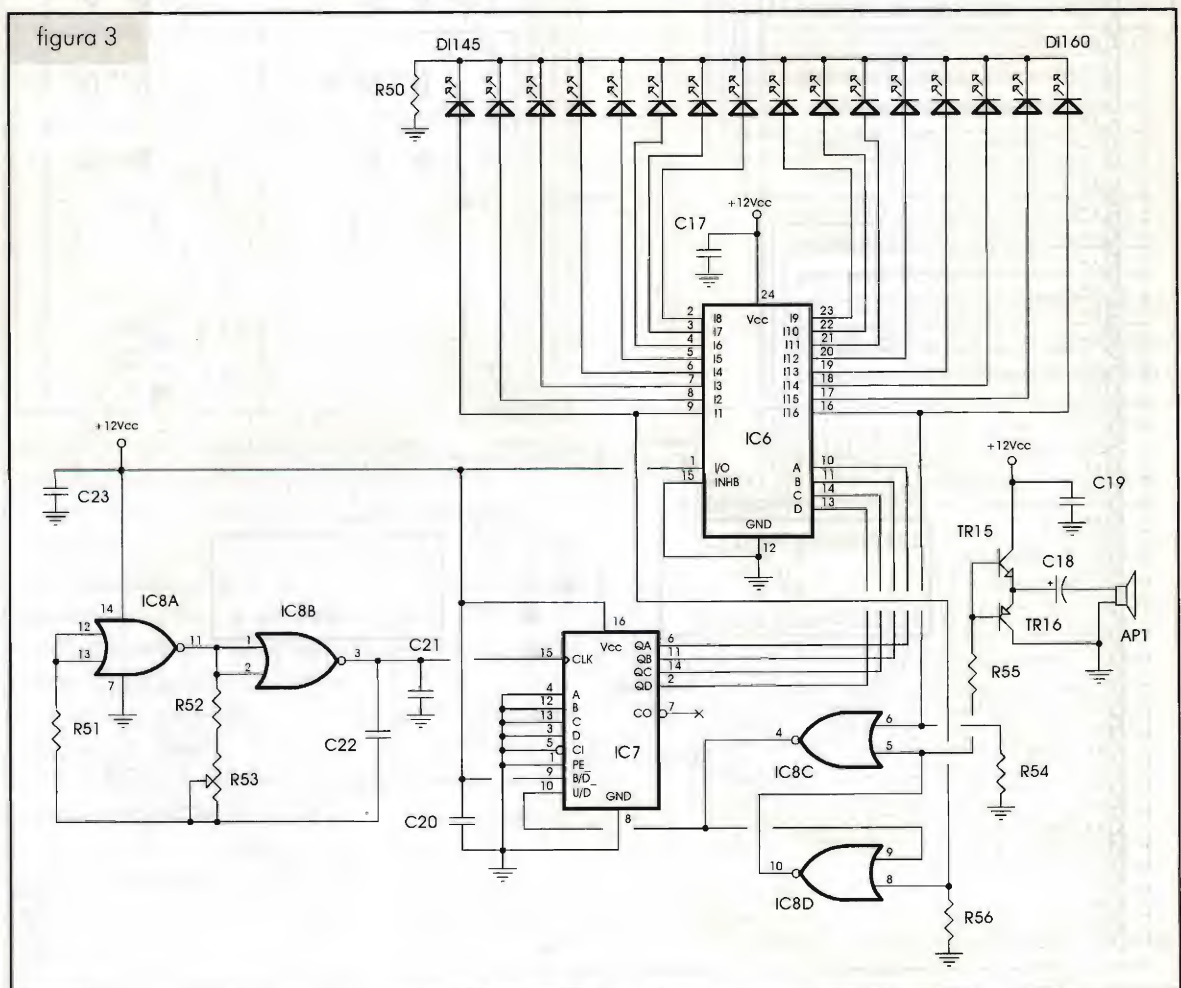 figura 3
DI145
DI160
R50
+12Vcc
C17
24
Vcc
2 I8 I9 23
3 I7 I10 22
4 I6 I11 21
5 I5 I12 20
6 I4 I13 19
7 I3 I14 18
8 I2 I15 17
9 I1 I16 16
IC6
1 I/O A 10
15 INHB B 11
C 14
D 13
GND
12
+12Vcc
C23
+12Vcc
C19
TR15
C18
+
TR16
AP1
R55
14
IC8A
12
13
11
7
IC8B
1
2
3
C21
R51
R52
R53
C22
16
Vcc
15 CLK
QA 6
QB 11
QC 14
QD 2
4 A
12 B
13 C
3 D
5 CI
1 PE
9 B/D
10 U/D
CO 7
IC7
GND
8
C20
4
6
5
IC8C
R54
10
9
8
IC8D
R56